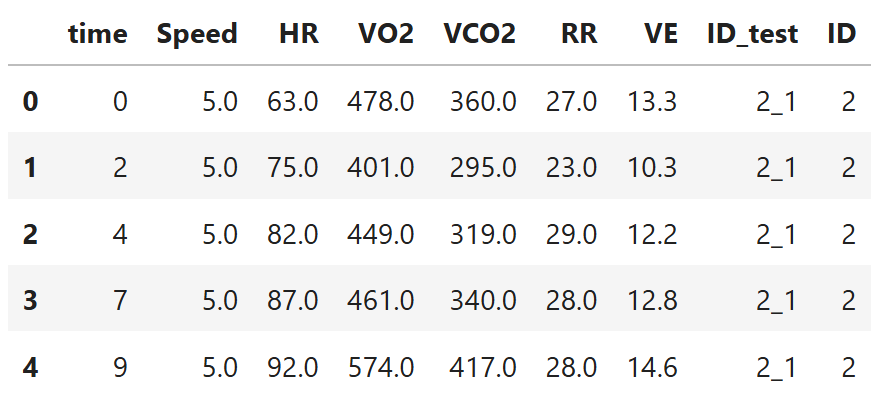 time Speed HR VO2 VCO2 RR VE ID_test ID
0 0 5.0 63.0 478.0 360.0 27.0 13.3 2_1 2
1 2 5.0 75.0 401.0 295.0 23.0 10.3 2_1 2
2 4 5.0 82.0 449.0 319.0 29.0 12.2 2_1 2
3 7 5.0 87.0 461.0 340.0 28.0 12.8 2_1 2
4 9 5.0 92.0 574.0 417.0 28.0 14.6 2_1 2